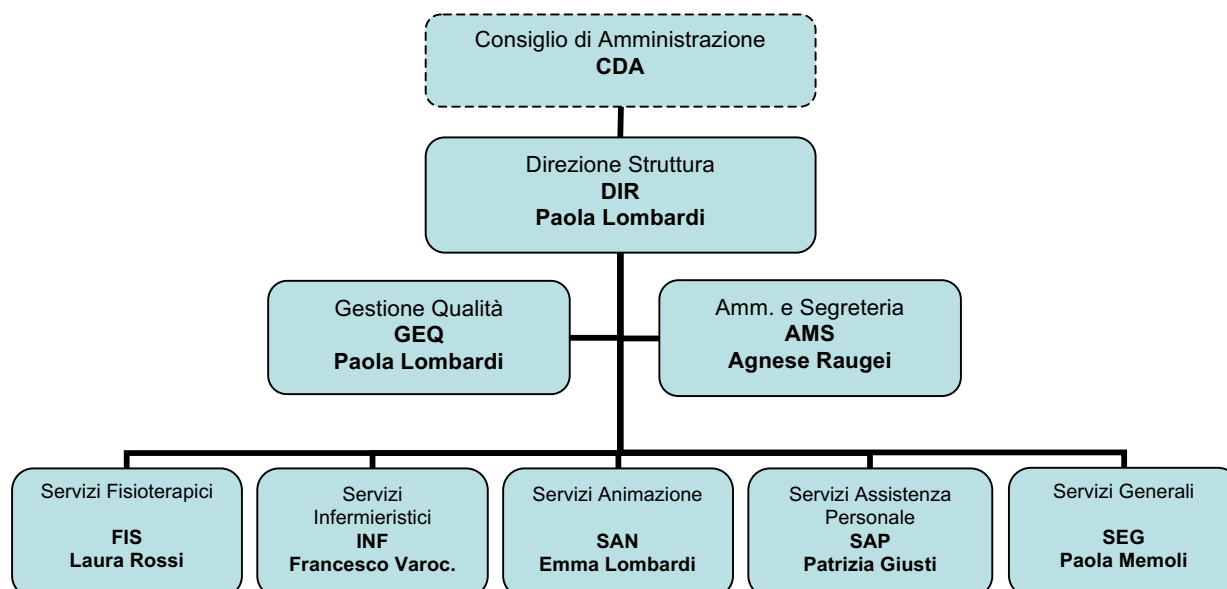 Consiglio di Amministrazione
CDA
Direzione Struttura
DIR
Paola Lombardi
Gestione Qualità
GEQ
Paola Lombardi
Amm. e Segreteria
AMS
Agnese Raugei
Servizi Fisioterapici
FIS
Laura Rossi
Servizi
Infermieristici
INF
Francesco Varoc.
Servizi Animazione
SAN
Emma Lombardi
Servizi Assistenza
Personale
SAP
Patrizia Giusti
Servizi Generali
SEG
Paola Memoli